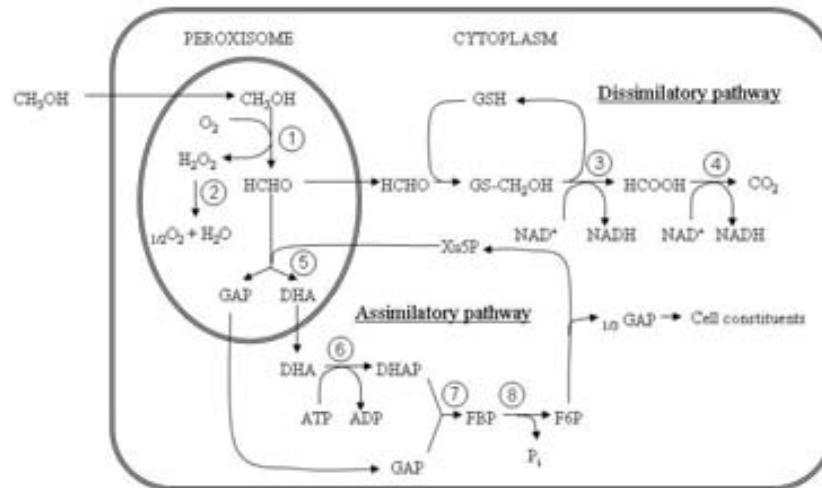 PEROXISOME CYTOPLASM
CH₃OH CH₃OH GSH Dissimilatory pathway
O₂ 1
H₂O₂ 3 4
2 HCHO HCHO GS-CH₂OH HCOOH CO₂
1/2O₂ + H₂O NAD⁺ NADH NAD⁺ NADH
Xu5P
5
GAP DHA
Assimilatory pathway 1/3 GAP Cell constituents
6
DHA DHAP
7 8
ATP ADP FBP F6P
GAP Pi